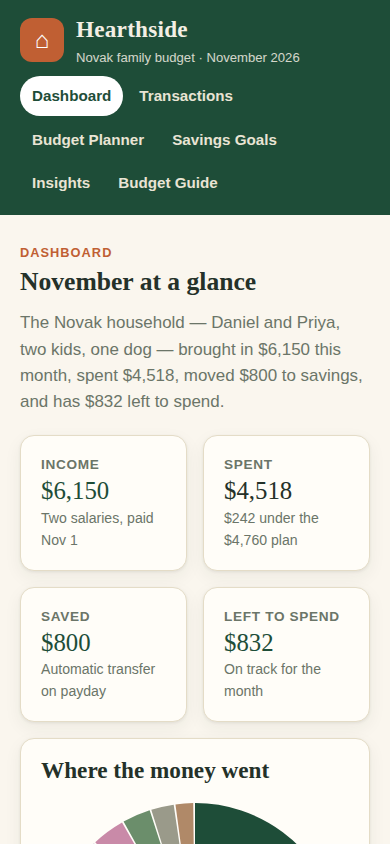 Hearthside
Novak family budget · November 2026
Dashboard Transactions
Budget Planner Savings Goals
Insights Budget Guide
DASHBOARD
November at a glance
The Novak household — Daniel and Priya,
two kids, one dog — brought in $6,150 this
month, spent $4,518, moved $800 to savings,
and has $832 left to spend.
INCOME
$6,150
Two salaries, paid
Nov 1
SPENT
$4,518
$242 under the
$4,760 plan
SAVED
$800
Automatic transfer
on payday
LEFT TO SPEND
$832
On track for the
month
Where the money went